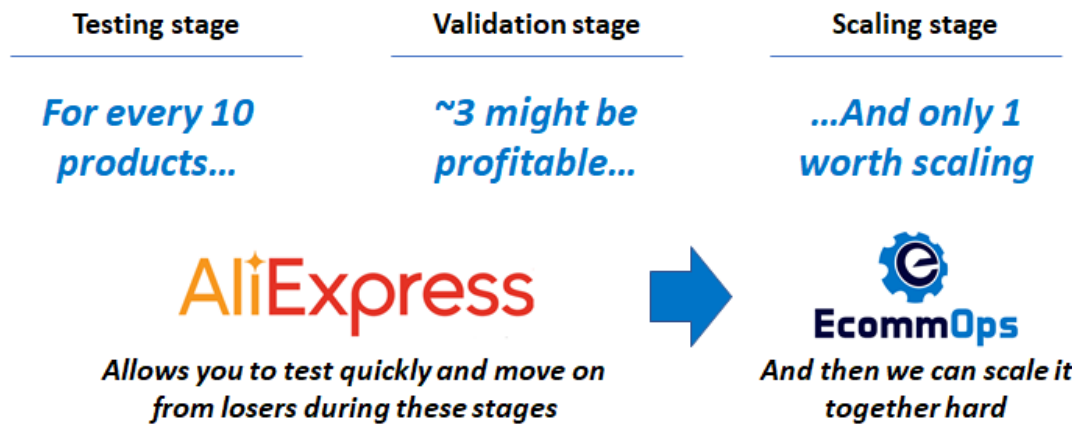 Testing stage
Validation stage
Scaling stage
For every 10
products...
~3 might be
profitable...
...And only 1
worth scaling
AliExpress
Allows you to test quickly and move on
from losers during these stages
e
EcommOps
And then we can scale it
together hard